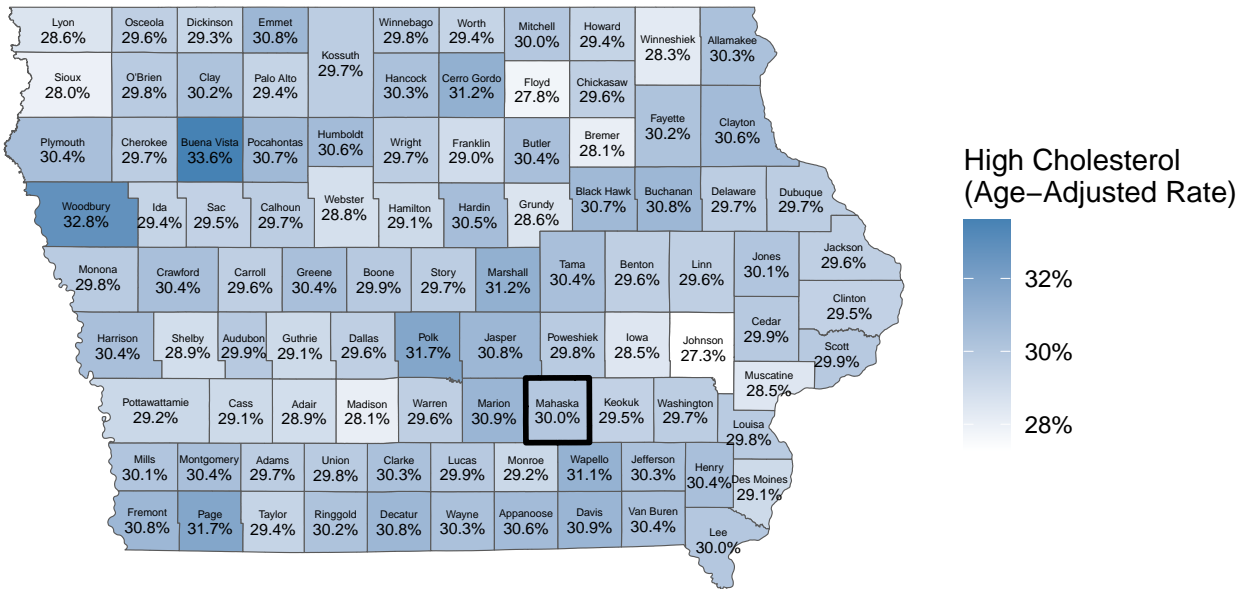 Lyon
28.6%
Osceola
29.6%
Dickinson
29.3%
Emmet
30.8%
Kossuth
29.7%
Winnebago
29.8%
Worth
29.4%
Mitchell
30.0%
Howard
29.4%
Winneshiek
28.3%
Allamakee
30.3%
Sioux
28.0%
O'Brien
29.8%
Clay
30.2%
Palo Alto
29.4%
Hancock
30.3%
Cerro Gordo
31.2%
Floyd
27.8%
Chickasaw
29.6%
Fayette
30.2%
Clayton
30.6%
Plymouth
30.4%
Cherokee
29.7%
Buena Vista
33.6%
Pocahontas
30.7%
Humboldt
30.6%
Wright
29.7%
Franklin
29.0%
Butler
30.4%
Bremer
28.1%
Woodbury
32.8%
Ida
29.4%
Sac
29.5%
Calhoun
29.7%
Webster
28.8%
Hamilton
29.1%
Hardin
30.5%
Grundy
28.6%
Black Hawk
30.7%
Buchanan
30.8%
Delaware
29.7%
Dubuque
29.7%
Monona
29.8%
Crawford
30.4%
Carroll
29.6%
Greene
30.4%
Boone
29.9%
Story
29.7%
Marshall
31.2%
Tama
30.4%
Benton
29.6%
Linn
29.6%
Jones
30.1%
Jackson
29.6%
Clinton
29.5%
Harrison
30.4%
Shelby
28.9%
Audubon
29.9%
Guthrie
29.1%
Dallas
29.6%
Polk
31.7%
Jasper
30.8%
Poweshiek
29.8%
Iowa
28.5%
Johnson
27.3%
Cedar
29.9%
Scott
29.9%
Muscatine
28.5%
Pottawattamie
29.2%
Cass
29.1%
Adair
28.9%
Madison
28.1%
Warren
29.6%
Marion
30.9%
Mahaska
30.0%
Keokuk
29.5%
Washington
29.7%
Louisa
29.8%
Mills
30.1%
Montgomery
30.4%
Adams
29.7%
Union
29.8%
Clarke
30.3%
Lucas
29.9%
Monroe
29.2%
Wapello
31.1%
Jefferson
30.3%
Henry
30.4%
Des Moines
29.1%
Fremont
30.8%
Page
31.7%
Taylor
29.4%
Ringgold
30.2%
Decatur
30.8%
Wayne
30.3%
Appanoose
30.6%
Davis
30.9%
Van Buren
30.4%
Lee
30.0%
High Cholesterol
(Age−Adjusted Rate)
32%
30%
28%